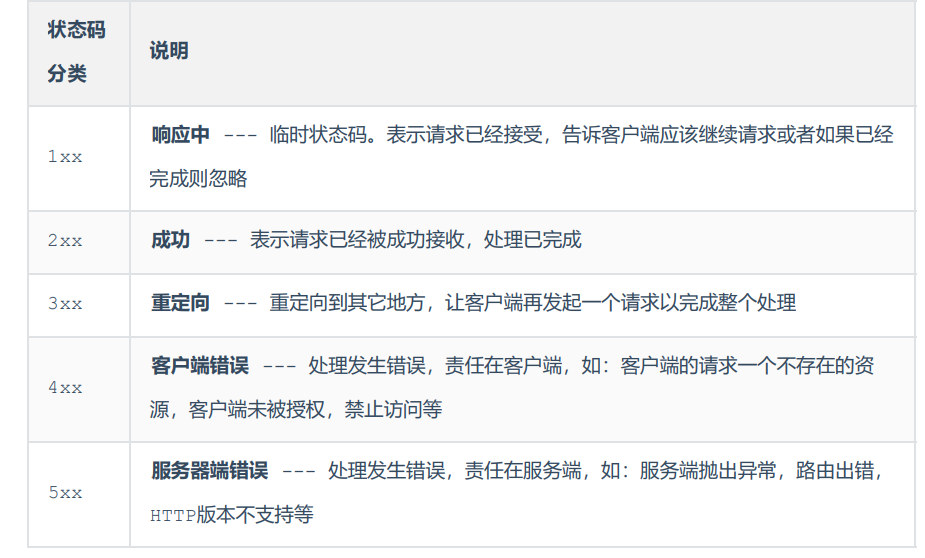 状态码
分类
说明
1xx
响应中 --- 临时状态码。表示请求已经接受，告诉客户端应该继续请求或者如果已经
完成则忽略
2xx
成功 --- 表示请求已经被成功接收，处理已完成
3xx
重定向 --- 重定向到其它地方，让客户端再发起一个请求以完成整个处理
4xx
客户端错误 --- 处理发生错误，责任在客户端，如：客户端的请求一个不存在的资
源，客户端未被授权，禁止访问等
5xx
服务器端错误 --- 处理发生错误，责任在服务端，如：服务端抛出异常，路由出错，
HTTP版本不支持等